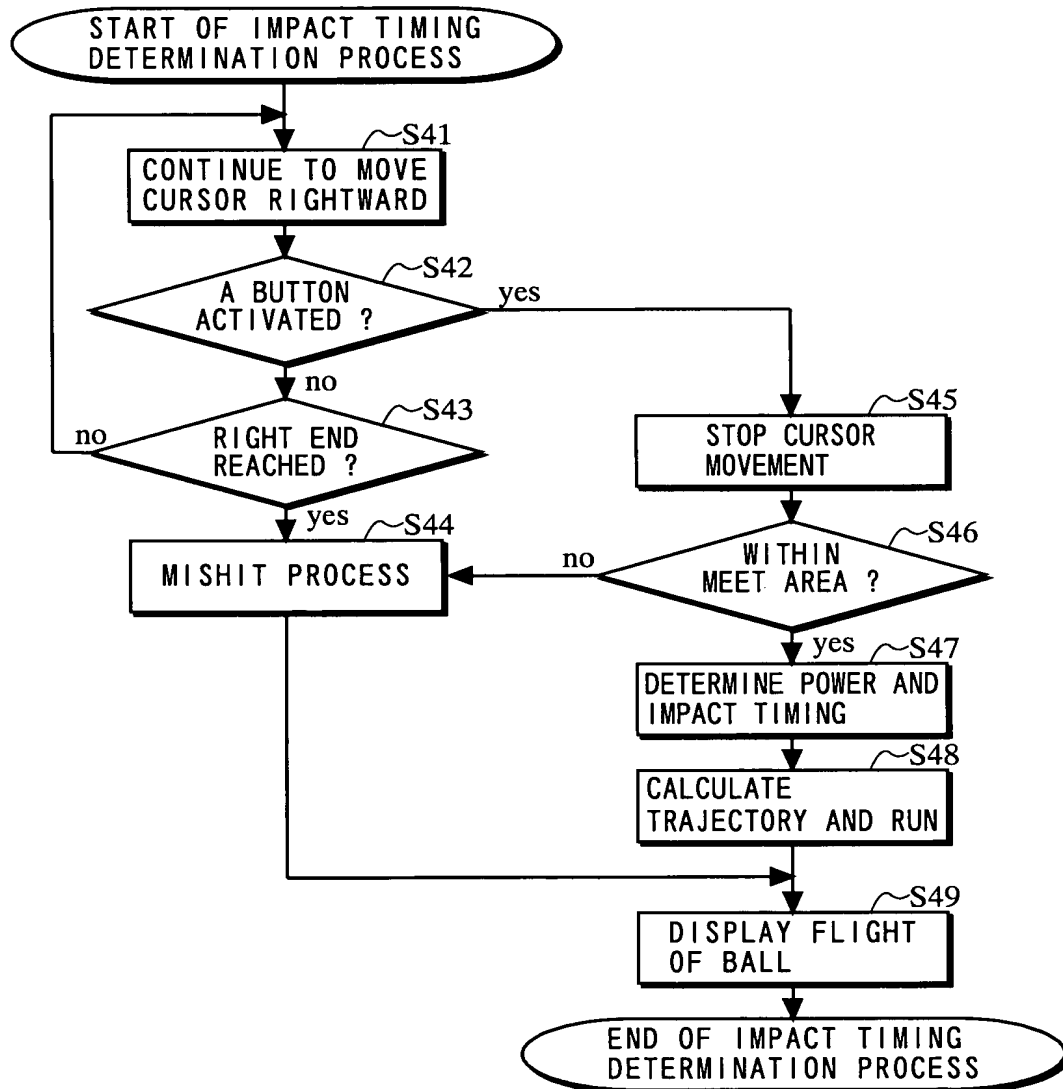 START OF IMPACT TIMING
DETERMINATION PROCESS
S41
CONTINUE TO MOVE
CURSOR RIGHTWARD
S42
A BUTTON
ACTIVATED ?
yes
no
S43
RIGHT END
REACHED ?
no
yes
S44
MISHIT PROCESS
S45
STOP CURSOR
MOVEMENT
S46
WITHIN
MEET AREA ?
no
yes
S47
DETERMINE POWER AND
IMPACT TIMING
S48
CALCULATE
TRAJECTORY AND RUN
S49
DISPLAY FLIGHT
OF BALL
END OF IMPACT TIMING
DETERMINATION PROCESS